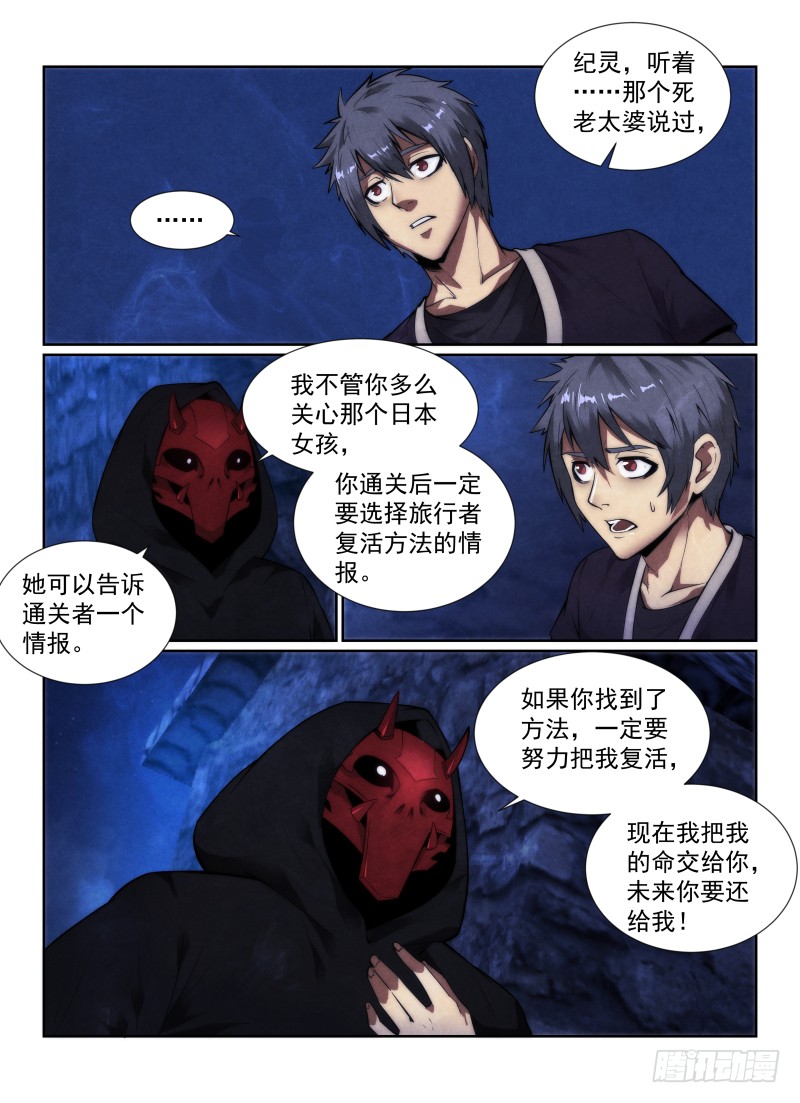 纪灵，听着
……那个死
老太婆说过，
……
她可以告诉
通关者一个
情报。
我不管你多么
关心那个日本
女孩，
你通关后一定
要选择旅行者
复活方法的情
报。
如果你找到了
方法，一定要
努力把我复活，
现在我把我
的命交给你，
未来你要还
给我！
腾讯动漫